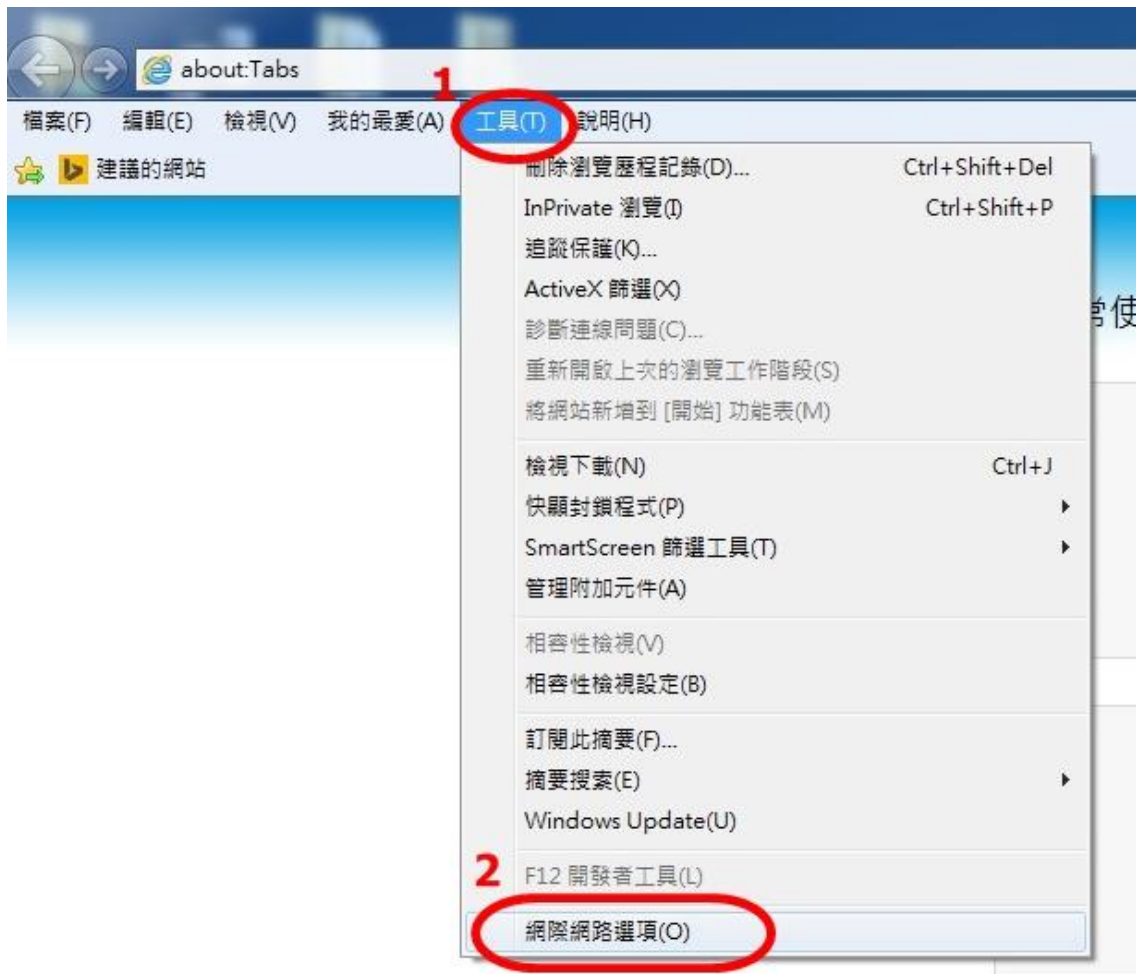 about:Tabs
1
檔案(F) 編輯(E) 檢視(V) 我的最愛(A) 工具(T) 說明(H)
建議的網站
刪除瀏覽歷程記錄(D)... Ctrl+Shift+Del
InPrivate 瀏覽(I) Ctrl+Shift+P
追蹤保護(K)...
ActiveX 篩選(X)
診斷連線問題(C)...
重新開啟上次的瀏覽工作階段(S)
將網站新增到 [開始] 功能表(M)
常使
檢視下載(N) Ctrl+J
快顯封鎖程式(P)
SmartScreen 篩選工具(T)
管理附加元件(A)
相容性檢視(V)
相容性檢視設定(B)
訂閱此摘要(F)...
摘要搜索(E)
Windows Update(U)
2
F12 開發者工具(L)
網際網路選項(O)